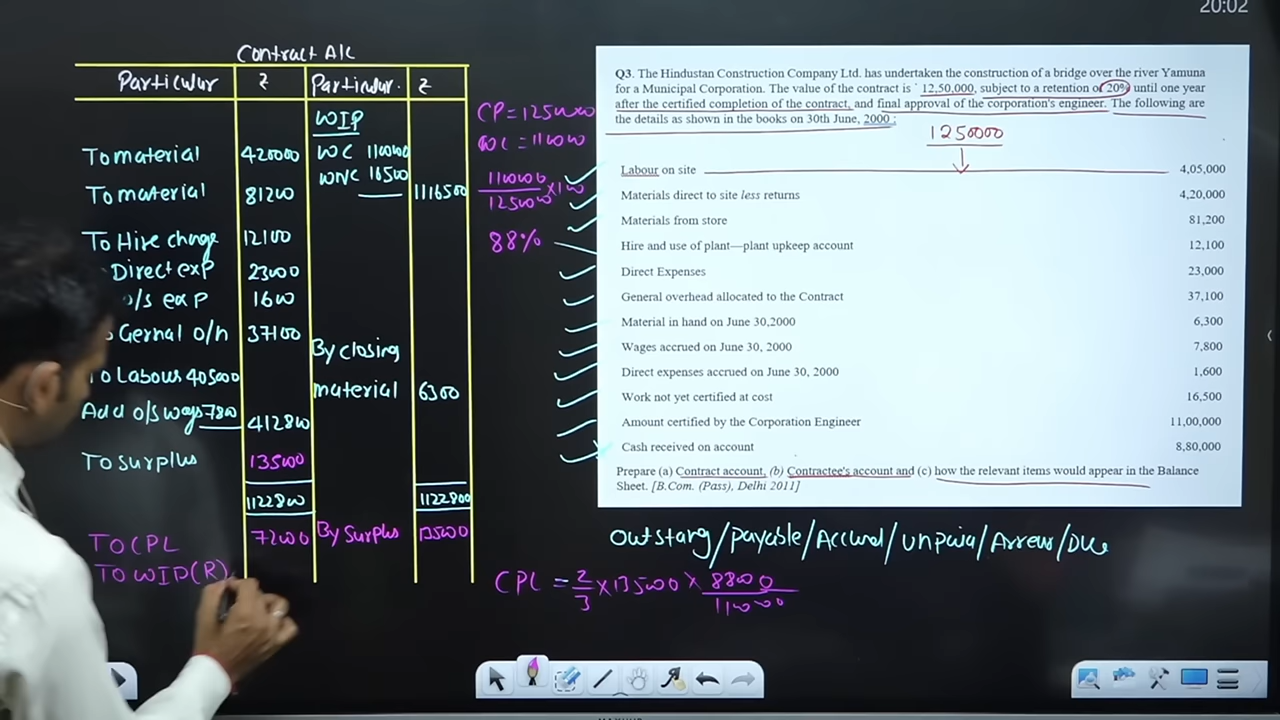 20:02
Contract A/c
Particular ₹ Particular. ₹
WIP
To material 420000 WC 1100000
WNC 16500
To material 81200 1116500
To Hire charge 12100
Direct exp 23000
o/s exp 1600
Gernal o/h 37100
By closing
To Labour 405000
material 6300
Add o/s wages 7800
412800
To Surplus 135000
1122800 1122800
To CPL 72000 By Surplus 135000
To WIP(R)
CP = 1250000
WC = 1100000
1100000
1250000 ×100
88%
Q3. The Hindustan Construction Company Ltd. has undertaken the construction of a bridge over the river Yamuna
for a Municipal Corporation. The value of the contract is ` 12,50,000, subject to a retention of 20% until one year
after the certified completion of the contract, and final approval of the corporation's engineer. The following are
the details as shown in the books on 30th June, 2000 :
1250000
Labour on site 4,05,000
Materials direct to site less returns 4,20,000
Materials from store 81,200
Hire and use of plant—plant upkeep account 12,100
Direct Expenses 23,000
General overhead allocated to the Contract 37,100
Material in hand on June 30,2000 6,300
Wages accrued on June 30, 2000 7,800
Direct expenses accrued on June 30, 2000 1,600
Work not yet certified at cost 16,500
Amount certified by the Corporation Engineer 11,00,000
Cash received on account 8,80,000
Prepare (a) Contract account, (b) Contractee's account and (c) how the relevant items would appear in the Balance
Sheet. [B.Com. (Pass), Delhi 2011]
Outstang/payable/Accured/unpaid/Arrear/Due
CPL = 2/3 × 135000 × 880000
1100000